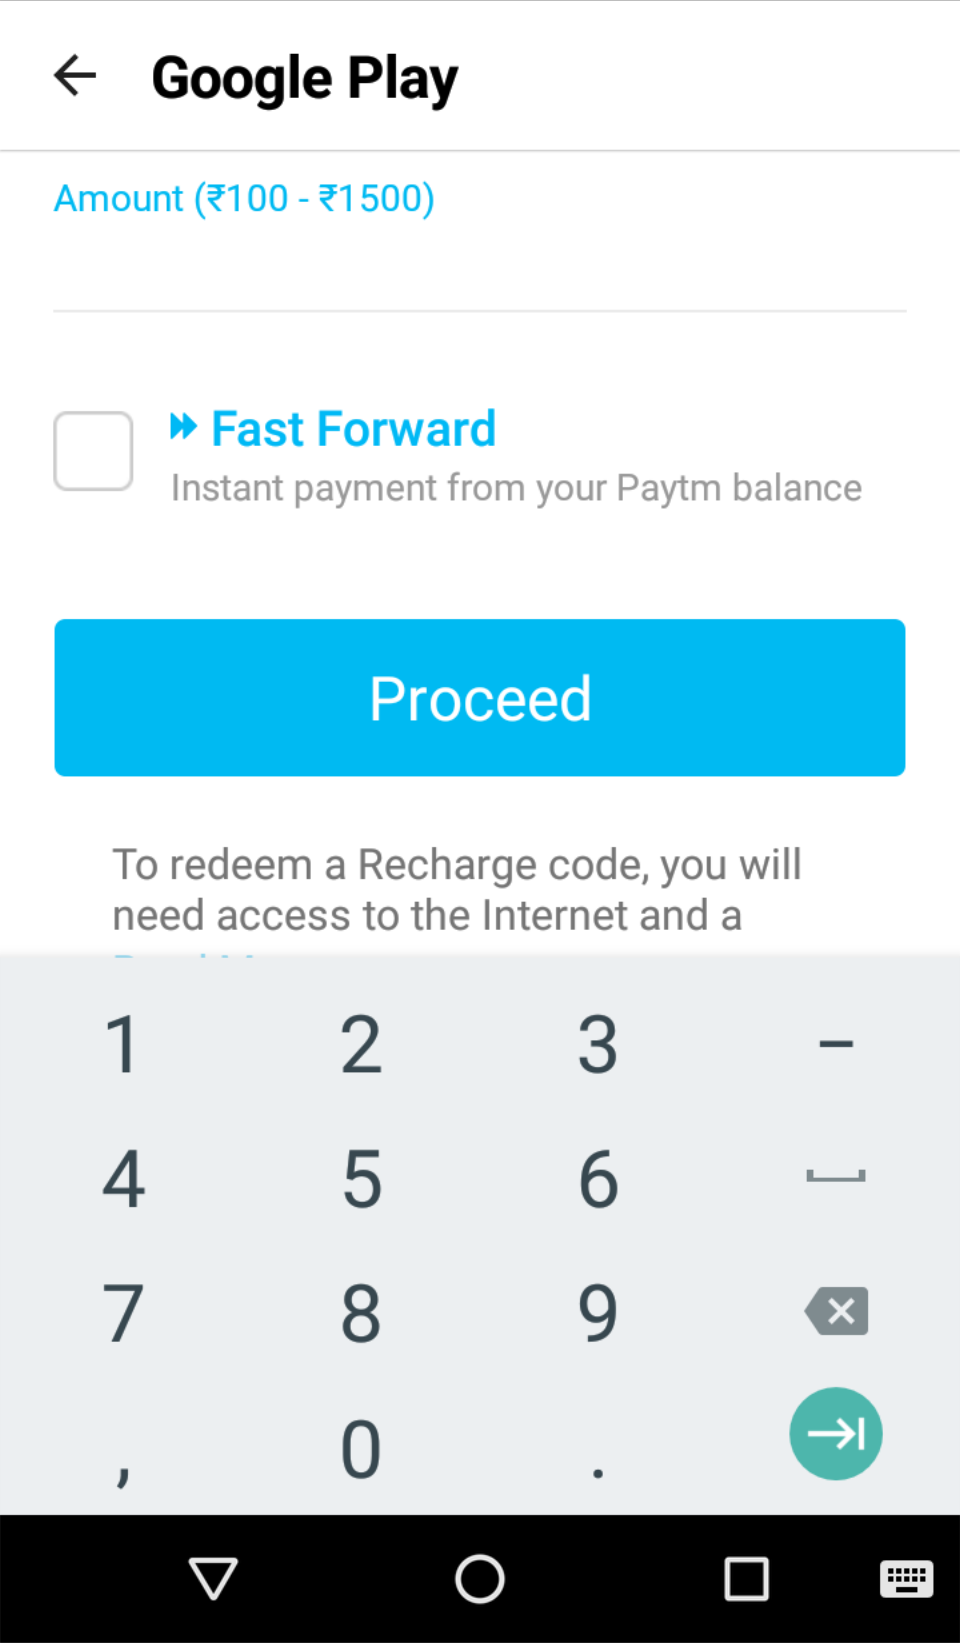 Google Play
Amount (₹100 - ₹1500)
Fast Forward
Instant payment from your Paytm balance
Proceed
To redeem a Recharge code, you will
need access to the Internet and a
1 2 3 -
4 5 6
7 8 9
, 0 .